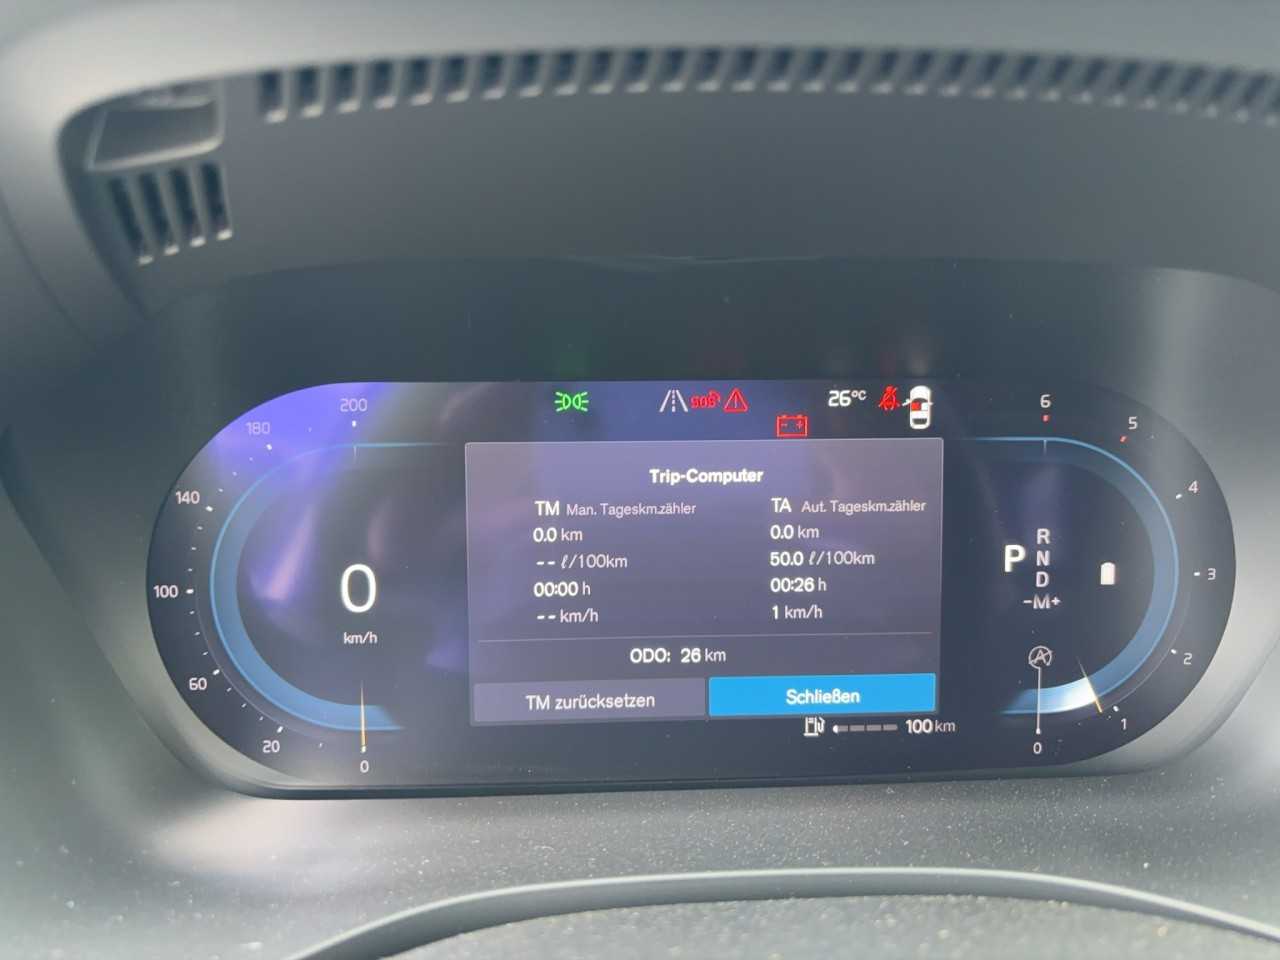 200
180
140
100
60
20
0
0
km/h
SOS
26°C
Trip-Computer
TM Man. Tageskm.zähler
0.0 km
-- ℓ/100km
00:00 h
-- km/h
TA Aut. Tageskm.zähler
0.0 km
50.0 ℓ/100km
00:26 h
1 km/h
ODO: 26 km
TM zurücksetzen
Schließen
100 km
P
R
N
D
-M+
A
6
5
4
3
2
1
0